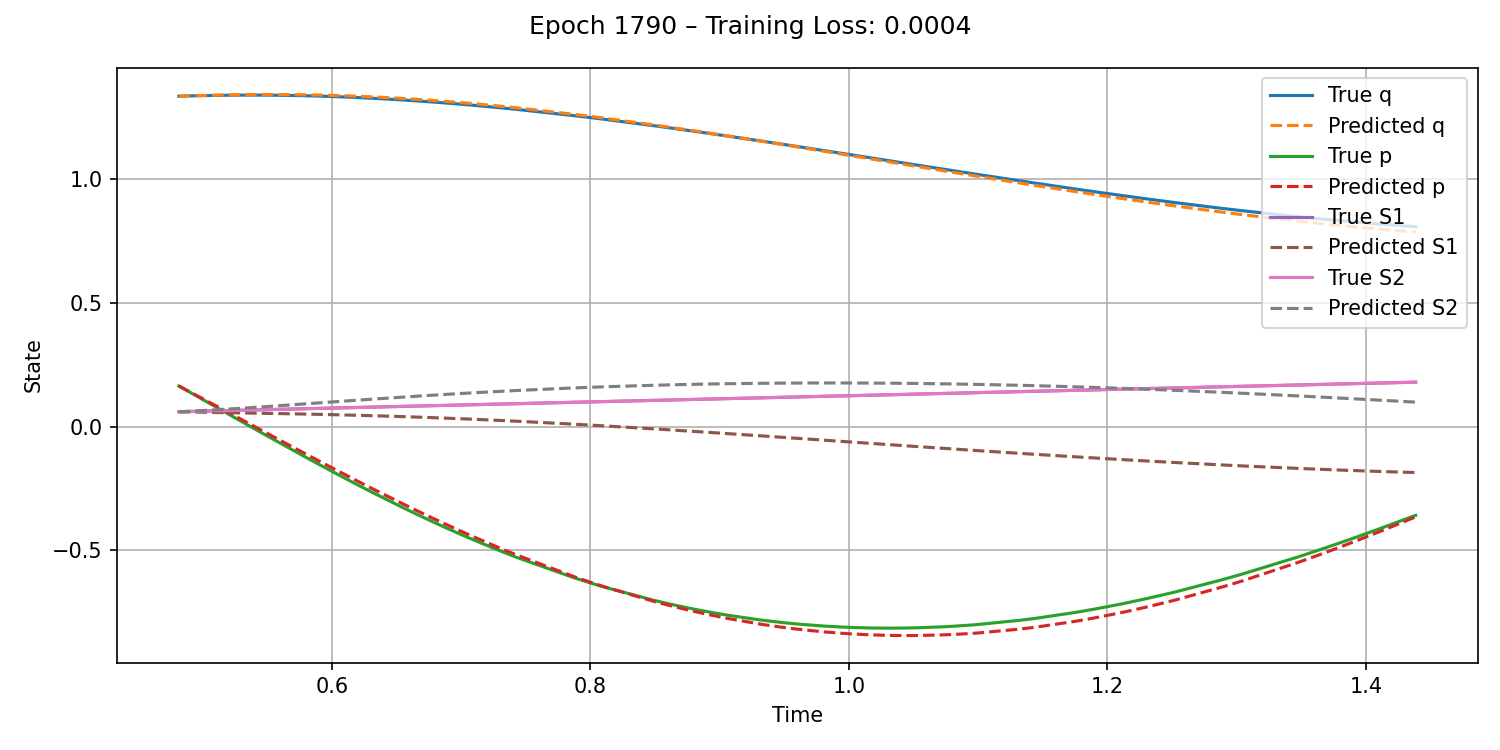 Epoch 1790 – Training Loss: 0.0004
True q
Predicted q
True p
Predicted p
True S1
Predicted S1
True S2
Predicted S2
1.0
0.5
0.0
−0.5
State
0.6
0.8
1.0
1.2
1.4
Time